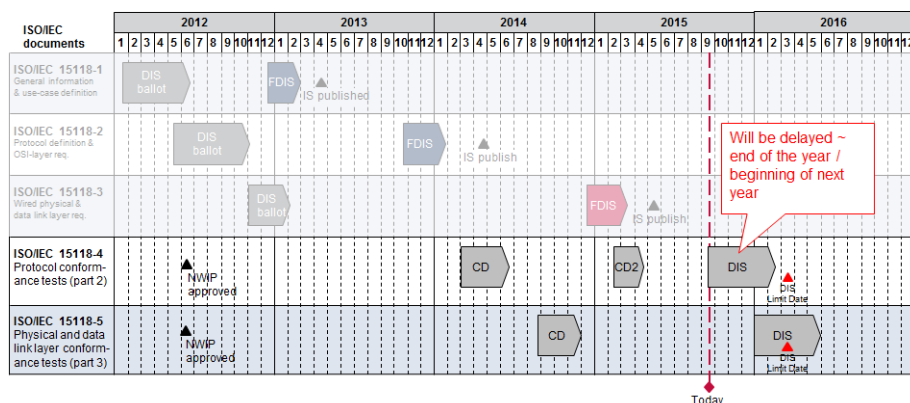 ISO/IEC
documents
2012 2013 2014 2015 2016
1 2 3 4 5 6 7 8 9 10 11 12 1 2 3 4 5 6 7 8 9 10 11 12 1 2 3 4 5 6 7 8 9 10 11 12 1 2 3 4 5 6 7 8 9 10 11 12 1 2 3 4 5 6 7 8 9 10 11 12
ISO/IEC 15118-1
General information
& use-case definition
DIS
ballot
FDIS
IS published
ISO/IEC 15118-2
Protocol definition &
OSI-layer req.
DIS
ballot
FDIS
IS publish
Will be delayed ~
end of the year /
beginning of next
year
ISO/IEC 15118-3
Wired physical &
data link layer req.
DIS
ballot
FDIS
IS publish
ISO/IEC 15118-4
Protocol conform-
ance tests (part 2)
NWIP
approved
CD
CD2
DIS
DIS
Limit Date
ISO/IEC 15118-5
Physical and data
link layer conform-
ance tests (part 3)
NWIP
approved
CD
DIS
DIS
Limit Date
Today